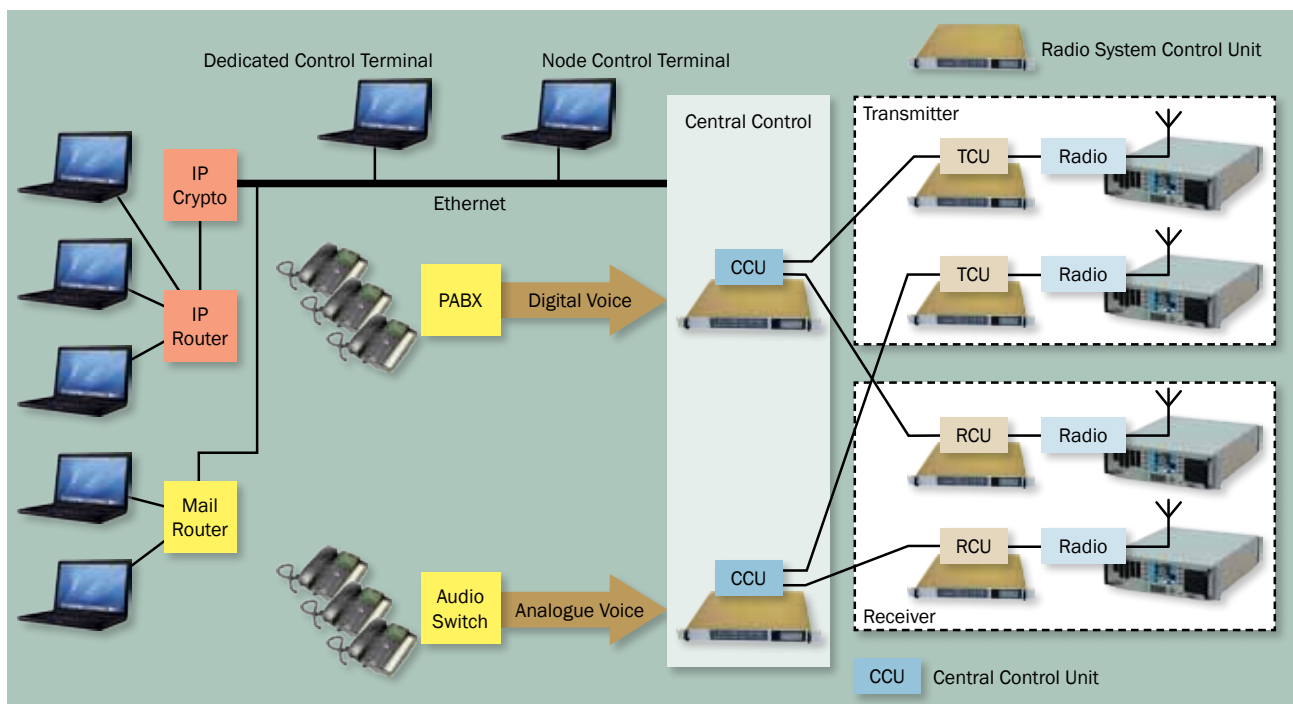 Dedicated Control Terminal
Node Control Terminal
Radio System Control Unit
Central Control
Transmitter
TCU
Radio
IP
Crypto
Ethernet
CCU
TCU
Radio
PABX
Digital Voice
IP
Router
RCU
Radio
Mail
Router
RCU
Radio
CCU
Audio
Switch
Analogue Voice
Receiver
CCU
Central Control Unit